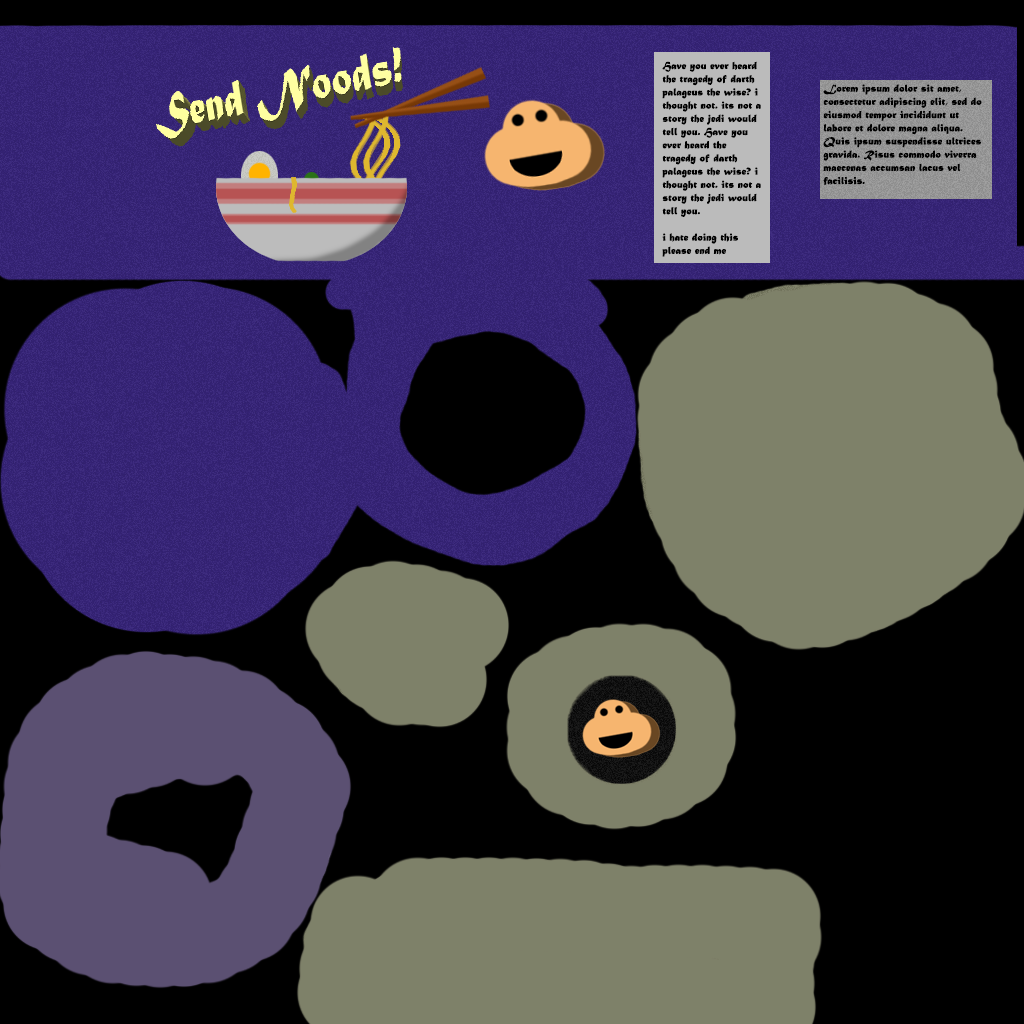 Send Noods!
Have you ever heard
the tragedy of darth
palageus the wise? i
thought not. its not a
story the jedi would
tell you. Have you
ever heard the
tragedy of darth
palageus the wise? i
thought not. its not a
story the jedi would
tell you.
i hate doing this
please end me
Lorem ipsum dolor sit amet,
consectetur adipiscing elit, sed do
eiusmod tempor incididunt ut
labore et dolore magna aliqua.
Quis ipsum suspendisse ultrices
gravida. Risus commodo viverra
maecenas accumsan lacus vel
facilisis.